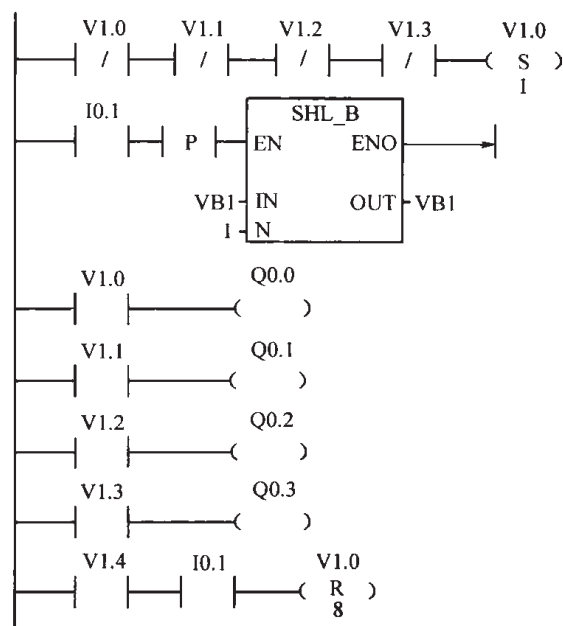 V1.0 V1.1 V1.2 V1.3 V1.0
/ / / / ( S )
1
I0.1 SHL_B
P EN ENO
VB1 IN OUT VB1
1 N
V1.0 Q0.0
( )
V1.1 Q0.1
( )
V1.2 Q0.2
( )
V1.3 Q0.3
( )
V1.4 I0.1 V1.0
( R )
8